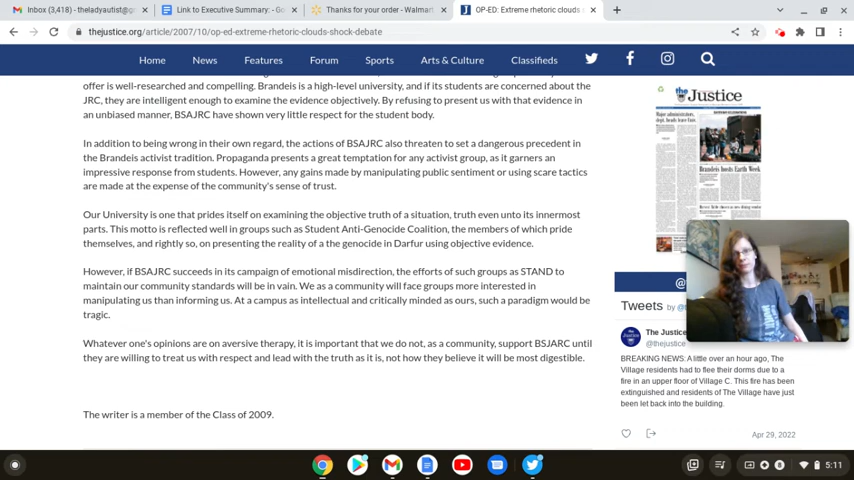 Inbox (3,418) - theladyautist@g
Link to Executive Summary: - Go
Thanks for your order - Walmart
OP-ED: Extreme rhetoric clouds s
thejustice.org/article/2007/10/op-ed-extreme-rhetoric-clouds-shock-debate
Home News Features Forum Sports Arts & Culture Classifieds
offer is well-researched and compelling. Brandeis is a high-level university, and if its students are concerned about the
JRC, they are intelligent enough to examine the evidence objectively. By refusing to present us with that evidence in
an unbiased manner, BSAJRC have shown very little respect for the student body.
In addition to being wrong in their own regard, the actions of BSAJRC also threaten to set a dangerous precedent in
the Brandeis activist tradition. Propaganda presents a great temptation for any activist group, as it garners an
impressive response from students. However, any gains made by manipulating public sentiment or using scare tactics
are made at the expense of the community's sense of trust.
Our University is one that prides itself on examining the objective truth of a situation, truth even unto its innermost
parts. This motto is reflected well in groups such as Student Anti-Genocide Coalition, the members of which pride
themselves, and rightly so, on presenting the reality of a the genocide in Darfur using objective evidence.
However, if BSAJRC succeeds in its campaign of emotional misdirection, the efforts of such groups as STAND to
maintain our community standards will be in vain. We as a community will face groups more interested in
manipulating us than informing us. At a campus as intellectual and critically minded as ours, such a paradigm would be
tragic.
Whatever one's opinions are on aversive therapy, it is important that we do not, as a community, support BSJARC until
they are willing to treat us with respect and lead with the truth as it is, not how they believe it will be most digestible.
The writer is a member of the Class of 2009.
the Justice
Major administrators,
dept. heads leave Univ.
Brandeis hosts Earth Week
@
Tweets by @t
The Justice
@thejustice
BREAKING NEWS: A little over an hour ago, The
Village residents had to flee their dorms due to a
fire in an upper floor of Village C. This fire has been
extinguished and residents of The Village have just
been let back into the building.
Apr 29, 2022
5:11